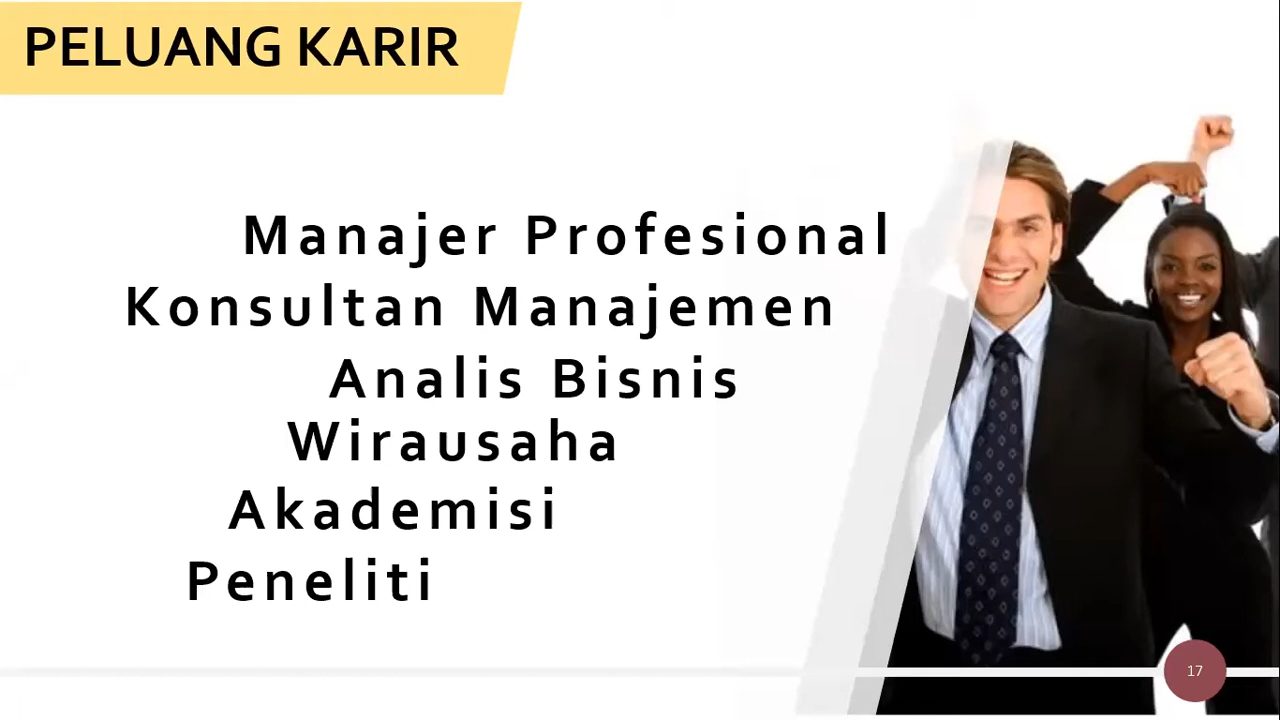 PELUANG KARIR
Manajer Profesional
Konsultan Manajemen
Analis Bisnis
Wirausaha
Akademisi
Peneliti
17